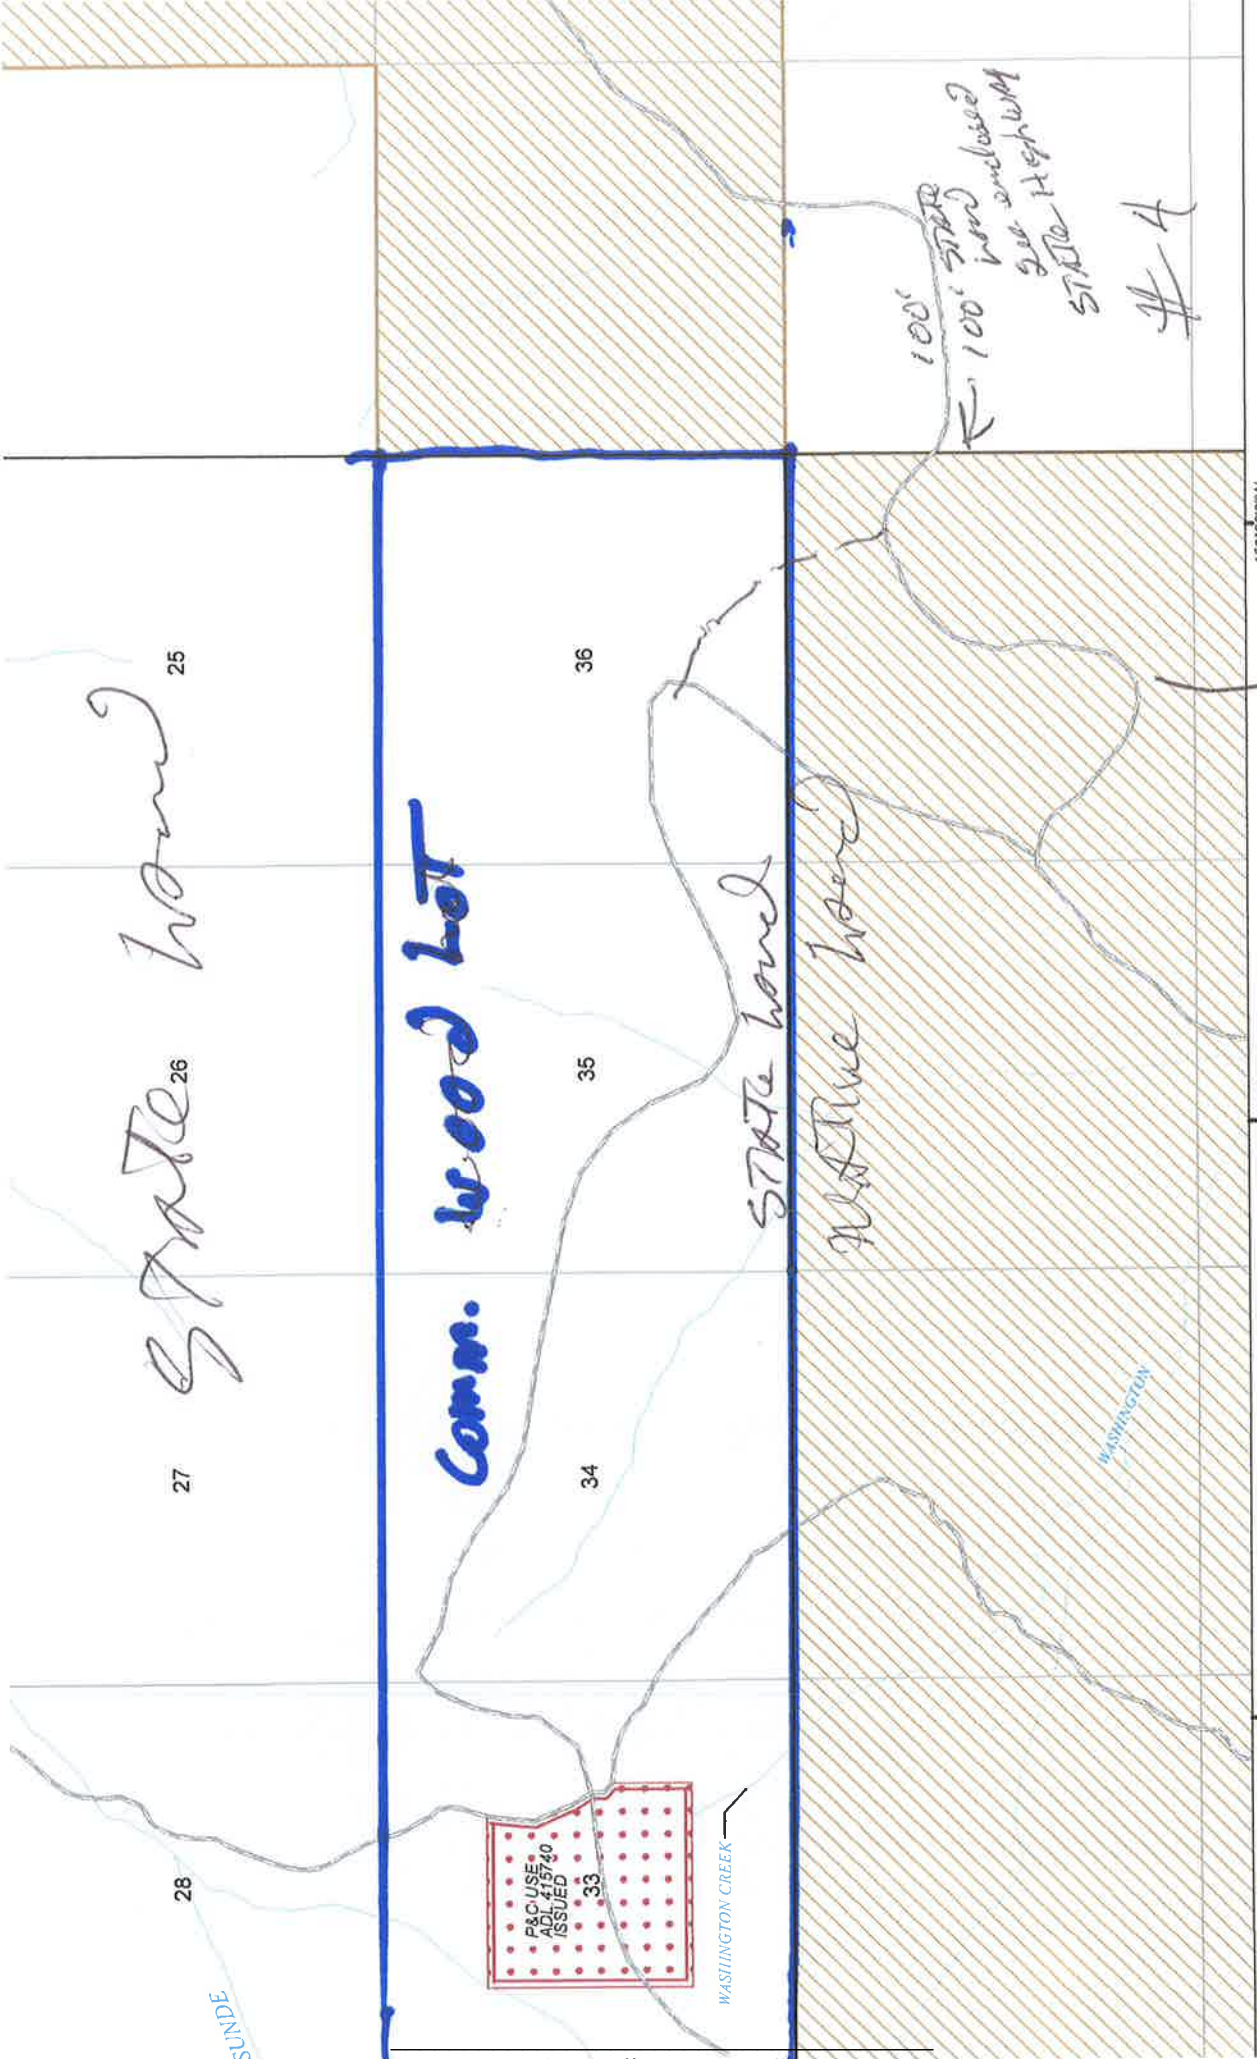 25
26
27
28
State Land
Comm. Wood Lot
36
35
34
33
P&C USE
ADL 415740
ISSUED
State Land
Native Land
WASHINGTON CREEK
WASHINGTON
SUNDE
100'
100' STATE
Land
See enclosed
STATE Highway
#4